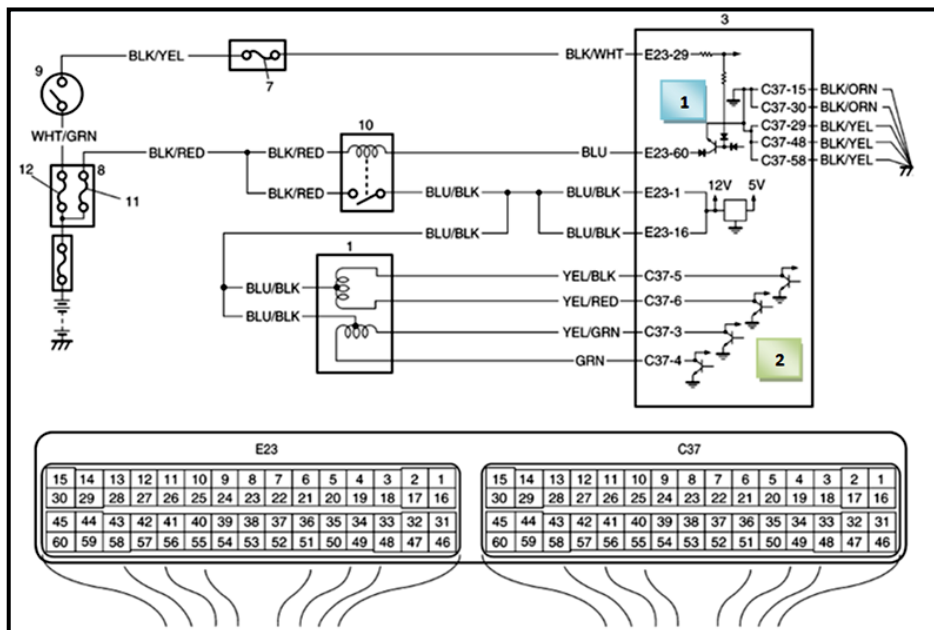 3
BLK/YEL
BLK/WHT
E23-29
9
7
1
C37-15
BLK/ORN
C37-30
BLK/ORN
WHT/GRN
10
C37-29
BLK/YEL
BLK/RED
BLK/RED
BLU
E23-60
C37-48
BLK/YEL
C37-58
BLK/YEL
12
8
BLK/RED
BLU/BLK
BLU/BLK
E23-1
12V
5V
11
BLU/BLK
BLU/BLK
E23-16
1
YEL/BLK
C37-5
BLU/BLK
YEL/RED
C37-6
BLU/BLK
YEL/GRN
C37-3
GRN
C37-4
2
E23
C37
15 14 13 12 11 10 9 8 7 6 5 4 3 2 1
30 29 28 27 26 25 24 23 22 21 20 19 18 17 16
45 44 43 42 41 40 39 38 37 36 35 34 33 32 31
60 59 58 57 56 55 54 53 52 51 50 49 48 47 46
15 14 13 12 11 10 9 8 7 6 5 4 3 2 1
30 29 28 27 26 25 24 23 22 21 20 19 18 17 16
45 44 43 42 41 40 39 38 37 36 35 34 33 32 31
60 59 58 57 56 55 54 53 52 51 50 49 48 47 46